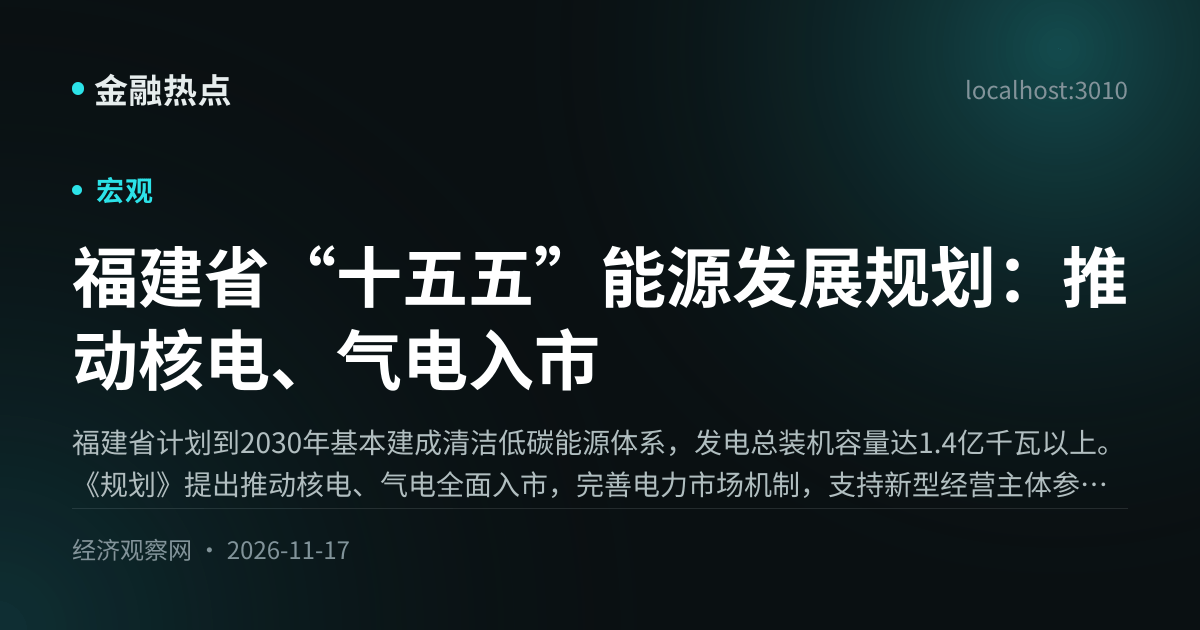 金融热点
localhost:3010
宏观
福建省“十五五”能源发展规划：推
动核电、气电入市
福建省计划到2030年基本建成清洁低碳能源体系，发电总装机容量达1.4亿千瓦以上。
《规划》提出推动核电、气电全面入市，完善电力市场机制，支持新型经营主体参…
经济观察网 · 2026-11-17